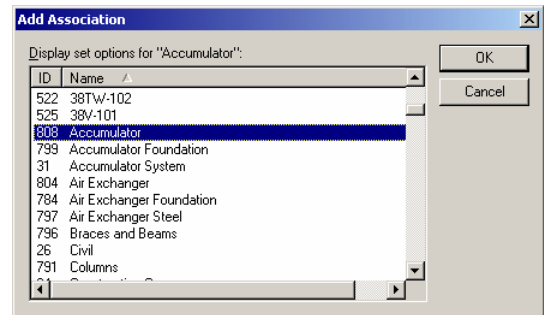 Add Association
Display set options for "Accumulator":
OK
Cancel
ID Name
522 38TW-102
525 38V-101
808 Accumulator
799 Accumulator Foundation
31 Accumulator System
804 Air Exchanger
784 Air Exchanger Foundation
797 Air Exchanger Steel
796 Braces and Beams
26 Civil
791 Columns